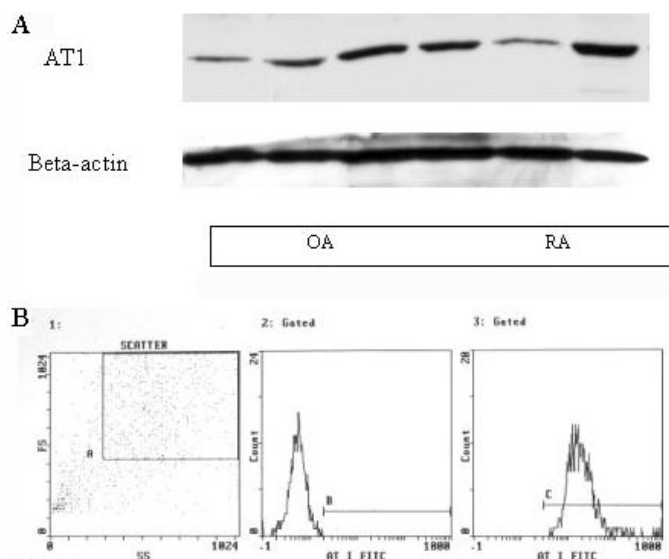 A
AT1
Beta-actin
OA RA
B
1: 2: Gated 3: Gated
SCATTER
1024
FS
A
0
0 SS 1024
24
Count
B
0
.1 AT 1 FITC 1000
20
Count
C
0
.1 AT 1 FITC 1000